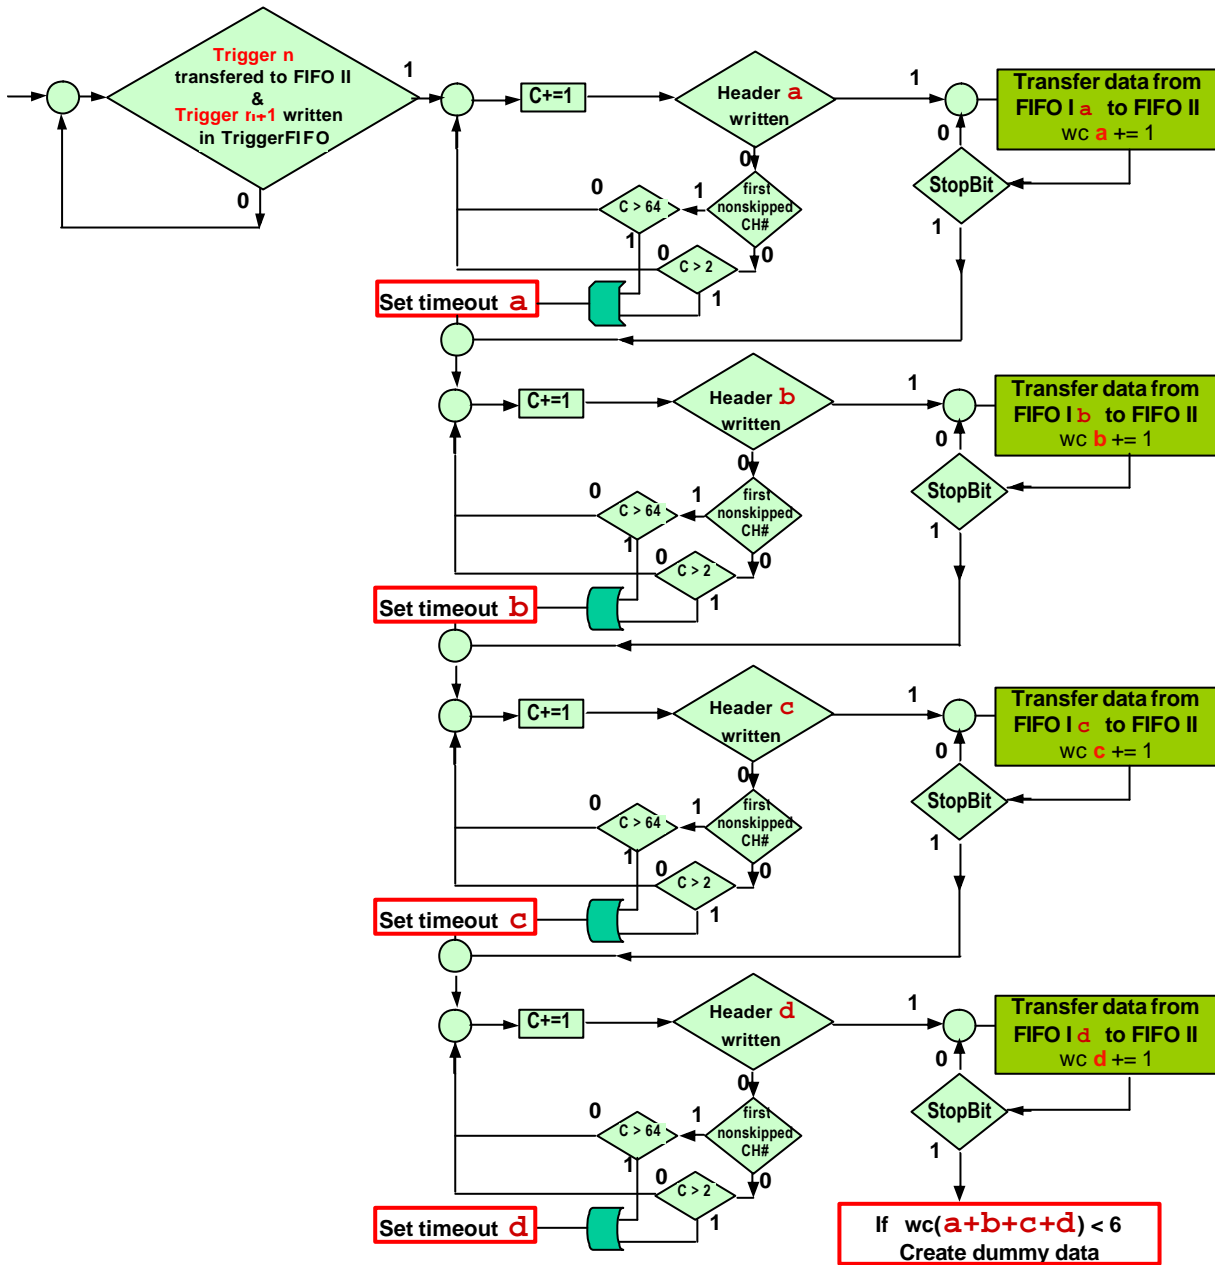 Trigger n
transfered to FIFO II
&
Trigger n+1 written
in TriggerFIFO
1
0
C+=1
Header a
written
1
0
Transfer data from
FIFO I a to FIFO II
wc a += 1
0
StopBit
1
first
nonskipped
CH#
1
0
C > 64
0
1
C > 2
0
1
Set timeout a
C+=1
Header b
written
1
0
Transfer data from
FIFO I b to FIFO II
wc b += 1
0
StopBit
1
first
nonskipped
CH#
1
0
C > 64
0
1
C > 2
0
1
Set timeout b
C+=1
Header c
written
1
0
Transfer data from
FIFO I c to FIFO II
wc c += 1
0
StopBit
1
first
nonskipped
CH#
1
0
C > 64
0
1
C > 2
0
1
Set timeout c
C+=1
Header d
written
1
0
Transfer data from
FIFO I d to FIFO II
wc d += 1
0
StopBit
1
first
nonskipped
CH#
1
0
C > 64
0
1
C > 2
0
1
Set timeout d
If wc(a+b+c+d) < 6
Create dummy data